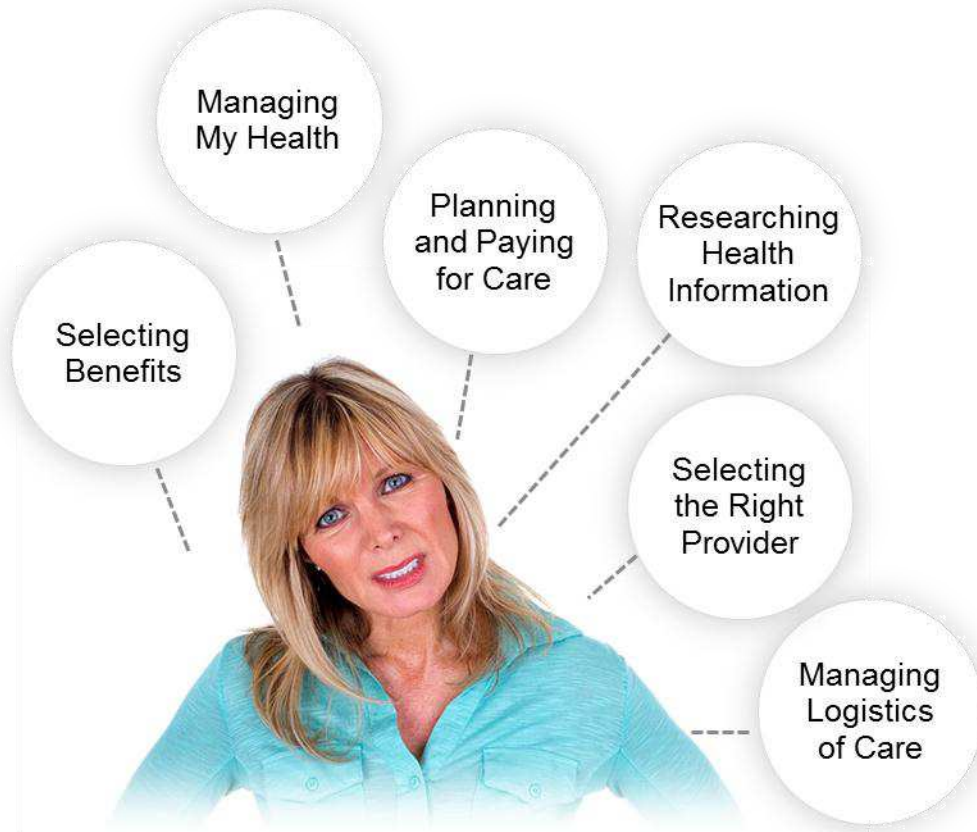 Managing
My Health
Planning
and Paying
for Care
Researching
Health
Information
Selecting
Benefits
Selecting
the Right
Provider
Managing
Logistics
of Care